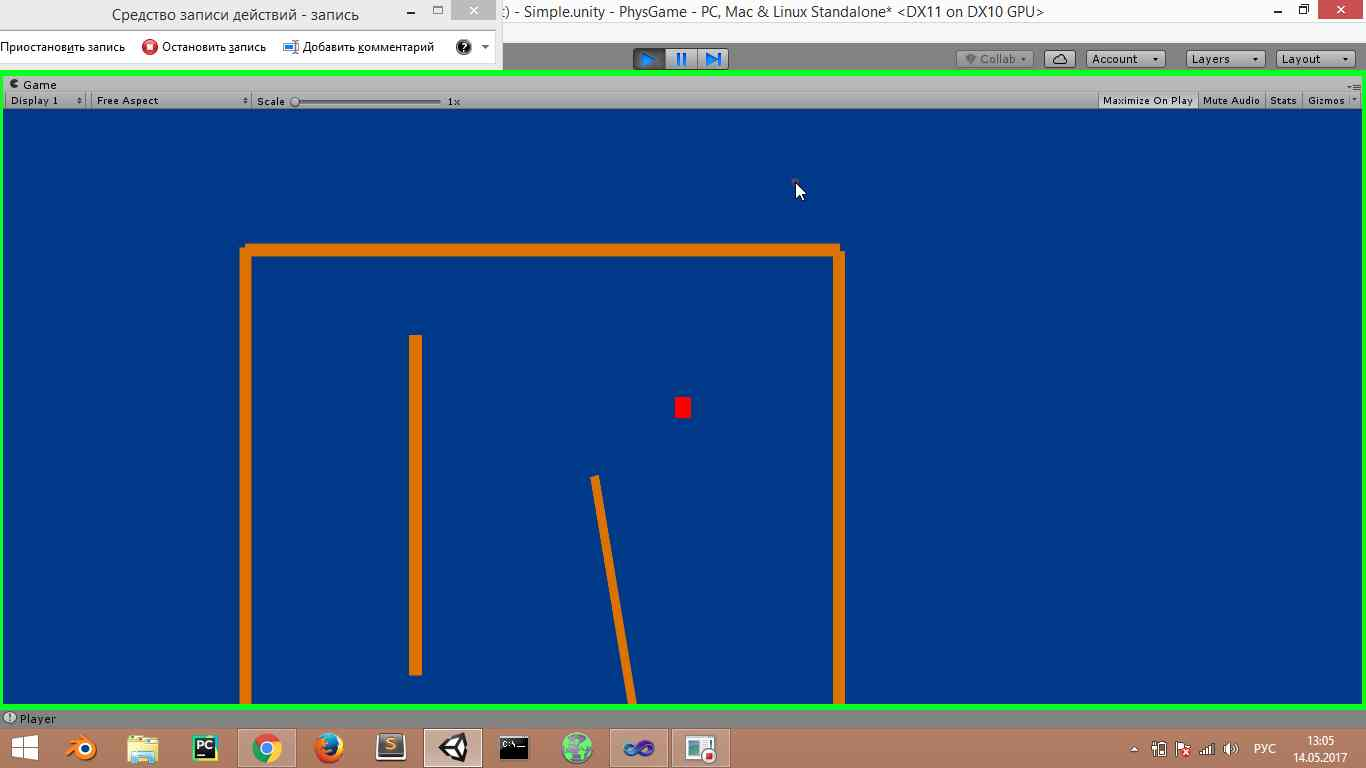 Средство записи действий - запись
) - Simple.unity - PhysGame - PC, Mac & Linux Standalone* <DX11 on DX10 GPU>
Приостановить запись Остановить запись Добавить комментарий ?
Collab Account Layers Layout
Game
Display 1 Free Aspect Scale 1x Maximize On Play Mute Audio Stats Gizmos
Player
PC S C:\_ РУС
13:05
14.05.2017